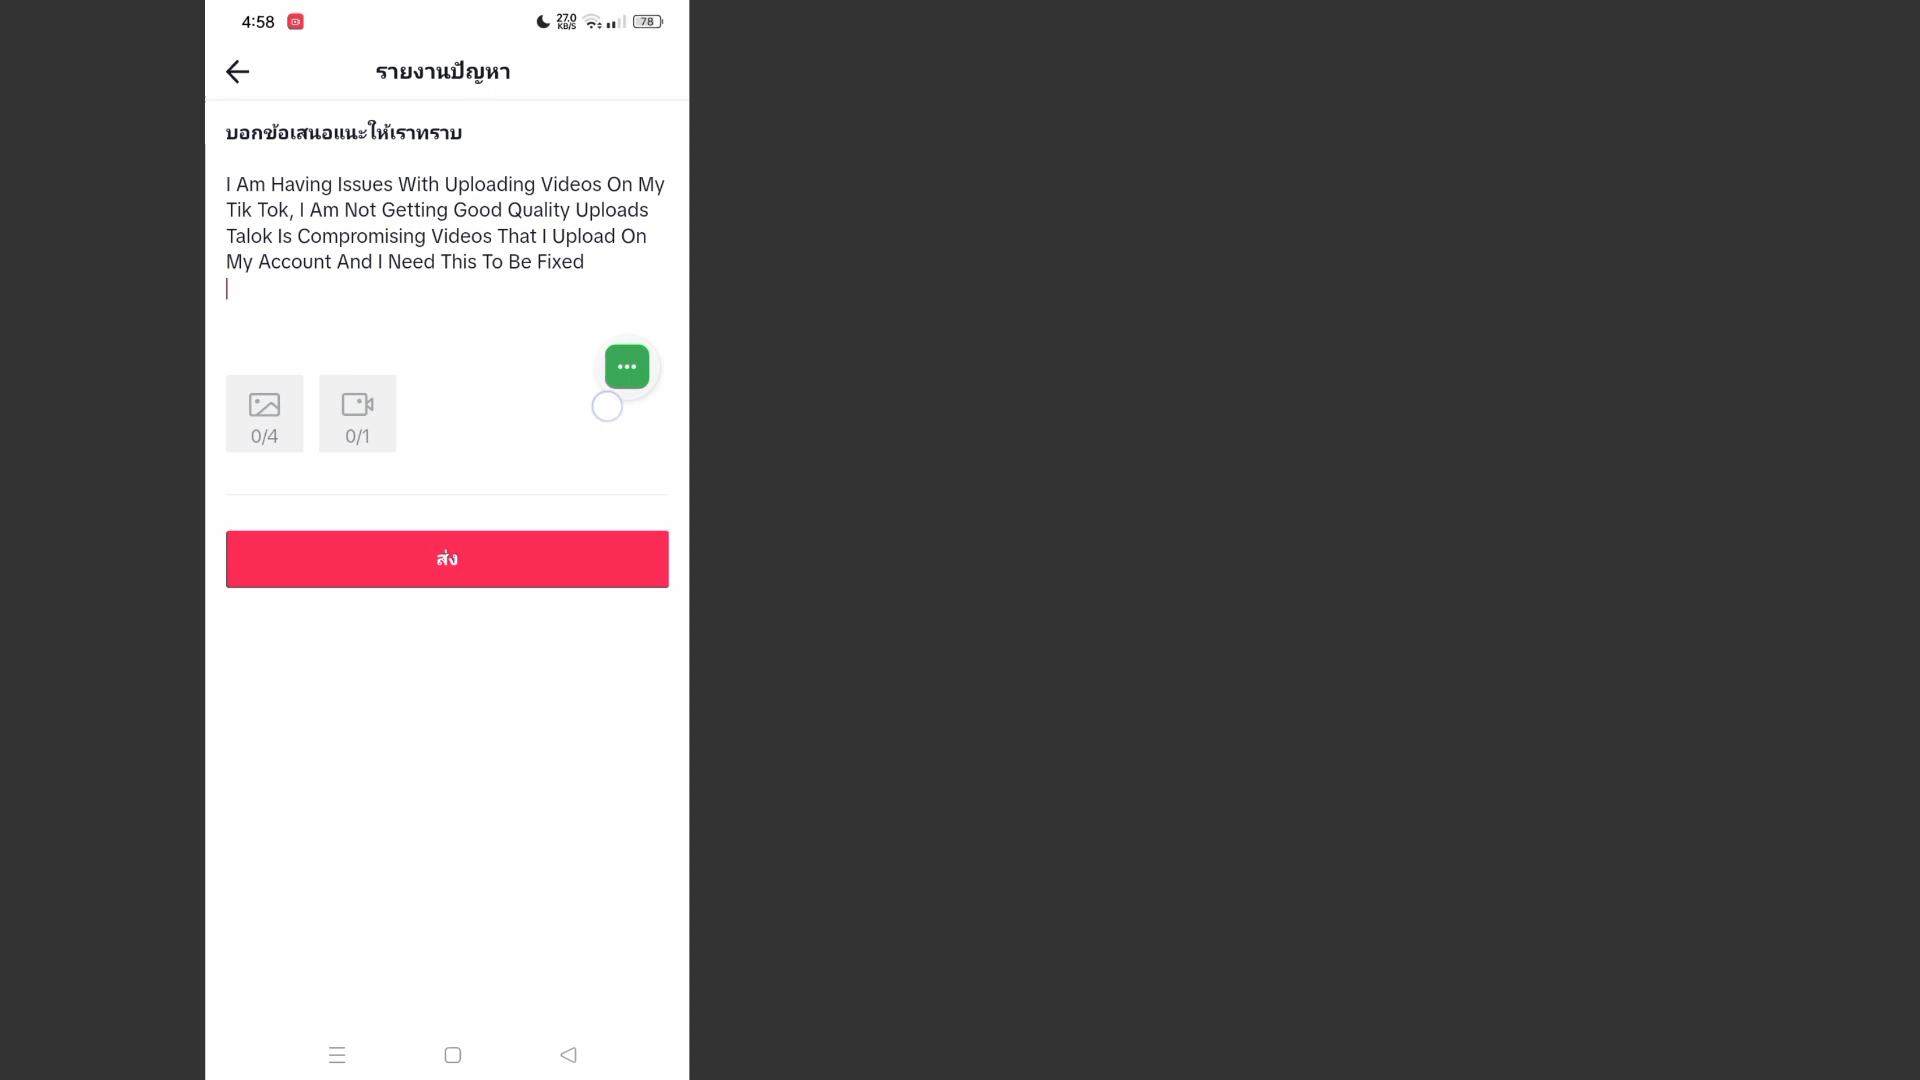 4:58
27.0
KB/S
78
รายงานปัญหา
บอกข้อเสนอแนะให้เราทราบ
I Am Having Issues With Uploading Videos On My
Tik Tok, I Am Not Getting Good Quality Uploads
Talok Is Compromising Videos That I Upload On
My Account And I Need This To Be Fixed
0/4
0/1
ส่ง